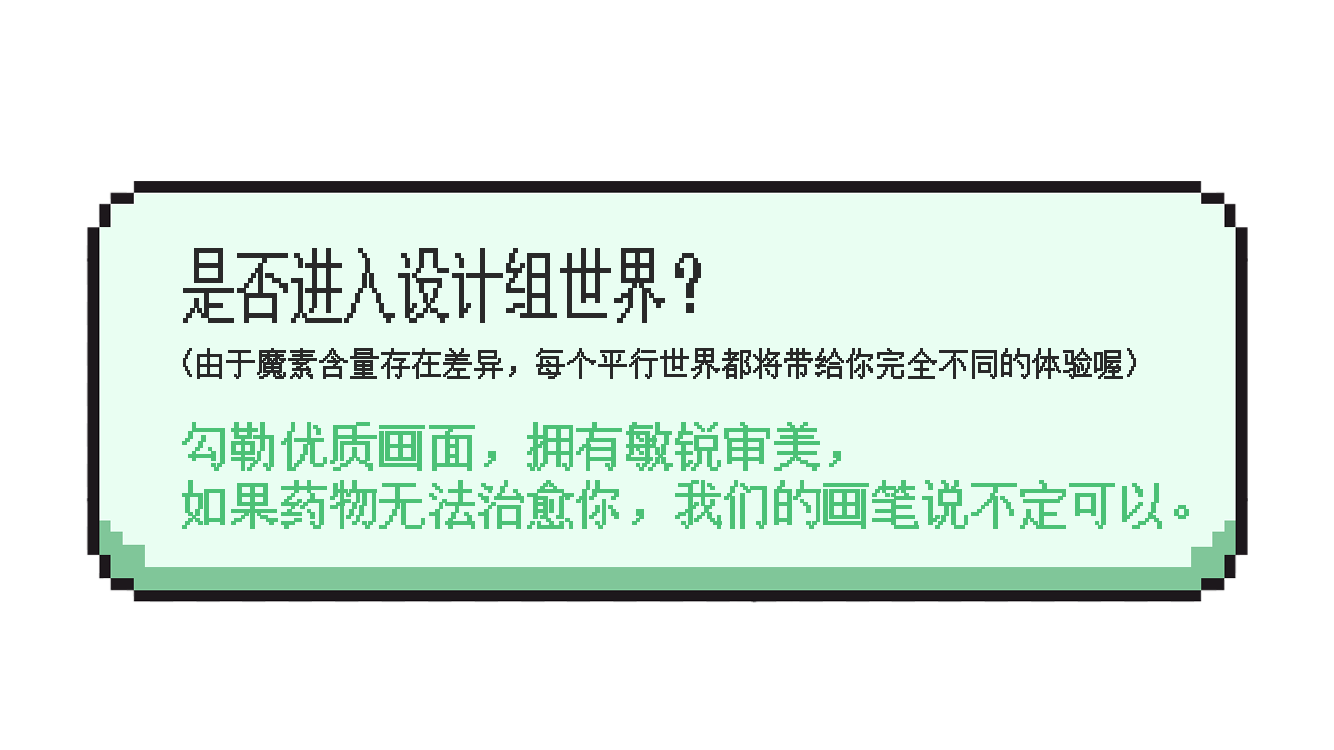 是否进入设计组世界?
(由于魔素含量存在差异，每个平行世界都将带给你完全不同的体验喔)
勾勒优质画面，拥有敏锐审美，
如果药物无法治愈你，我们的画笔说不定可以。